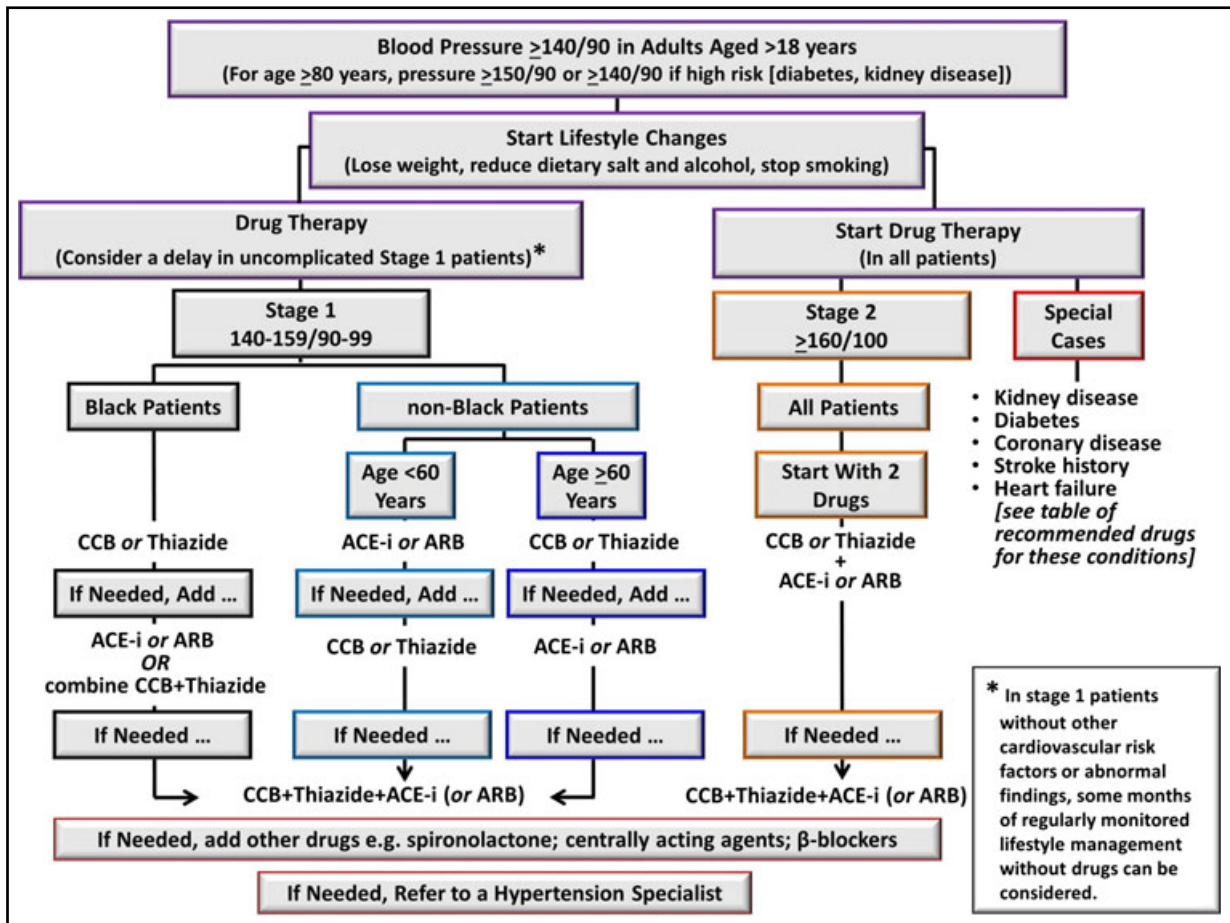 Blood Pressure ≥140/90 in Adults Aged >18 years
(For age ≥80 years, pressure ≥150/90 or ≥140/90 if high risk [diabetes, kidney disease])
Start Lifestyle Changes
(Lose weight, reduce dietary salt and alcohol, stop smoking)
Drug Therapy
(Consider a delay in uncomplicated Stage 1 patients)*
Start Drug Therapy
(In all patients)
Stage 1
140-159/90-99
Stage 2
≥160/100
Special
Cases
Black Patients
non-Black Patients
All Patients
• Kidney disease
• Diabetes
• Coronary disease
• Stroke history
• Heart failure
[see table of
recommended drugs
for these conditions]
Age <60
Years
Age ≥60
Years
Start With 2
Drugs
CCB or Thiazide
ACE-i or ARB
CCB or Thiazide
CCB or Thiazide
+
ACE-i or ARB
If Needed, Add ...
If Needed, Add ...
If Needed, Add ...
ACE-i or ARB
OR
combine CCB+Thiazide
CCB or Thiazide
ACE-i or ARB
If Needed ...
If Needed ...
If Needed ...
If Needed ...
CCB+Thiazide+ACE-i (or ARB)
CCB+Thiazide+ACE-i (or ARB)
If Needed, add other drugs e.g. spironolactone; centrally acting agents; β-blockers
If Needed, Refer to a Hypertension Specialist
* In stage 1 patients
without other
cardiovascular risk
factors or abnormal
findings, some months
of regularly monitored
lifestyle management
without drugs can be
considered.